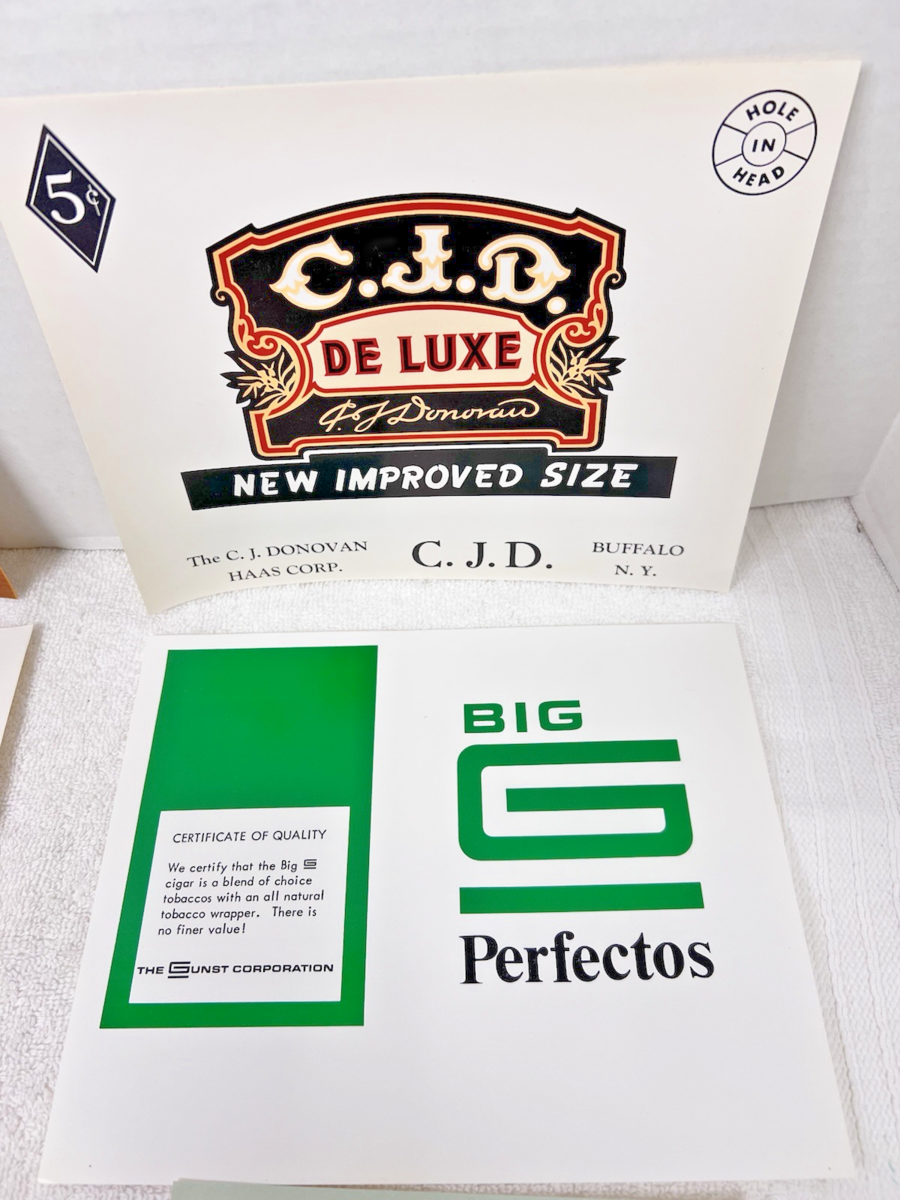 5¢
HOLE
IN
HEAD
C.J.D.
DE LUXE
C. J. Donovan
NEW IMPROVED SIZE
The C. J. DONOVAN
HAAS CORP.
C. J. D.
BUFFALO
N. Y.
CERTIFICATE OF QUALITY
We certify that the Big G
cigar is a blend of choice
tobaccos with an all natural
tobacco wrapper. There is
no finer value!
THE GUNST CORPORATION
BIG
G
Perfectos